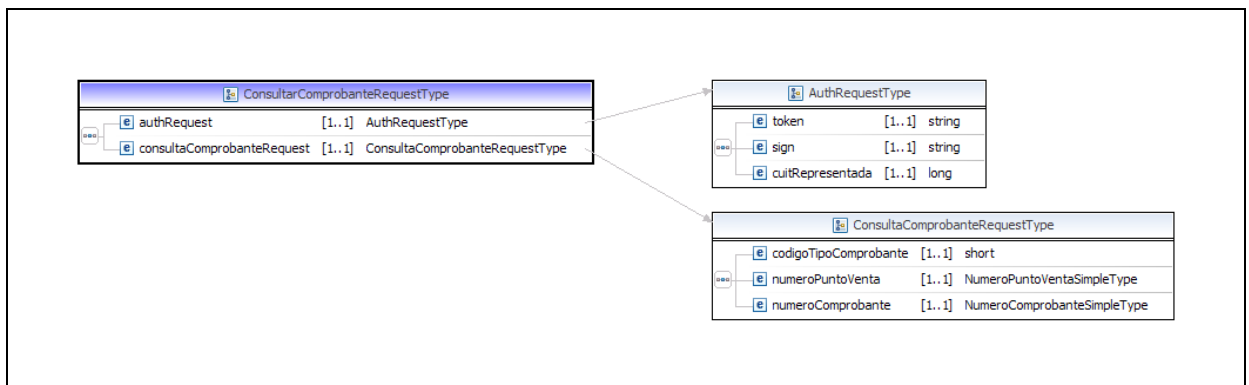 ConsultarComprobanteRequestType
e authRequest [1..1] AuthRequestType
e consultaComprobanteRequest [1..1] ConsultaComprobanteRequestType
AuthRequestType
e token [1..1] string
e sign [1..1] string
e cuitRepresentada [1..1] long
ConsultaComprobanteRequestType
e codigoTipoComprobante [1..1] short
e numeroPuntoVenta [1..1] NumeroPuntoVentaSimpleType
e numeroComprobante [1..1] NumeroComprobanteSimpleType